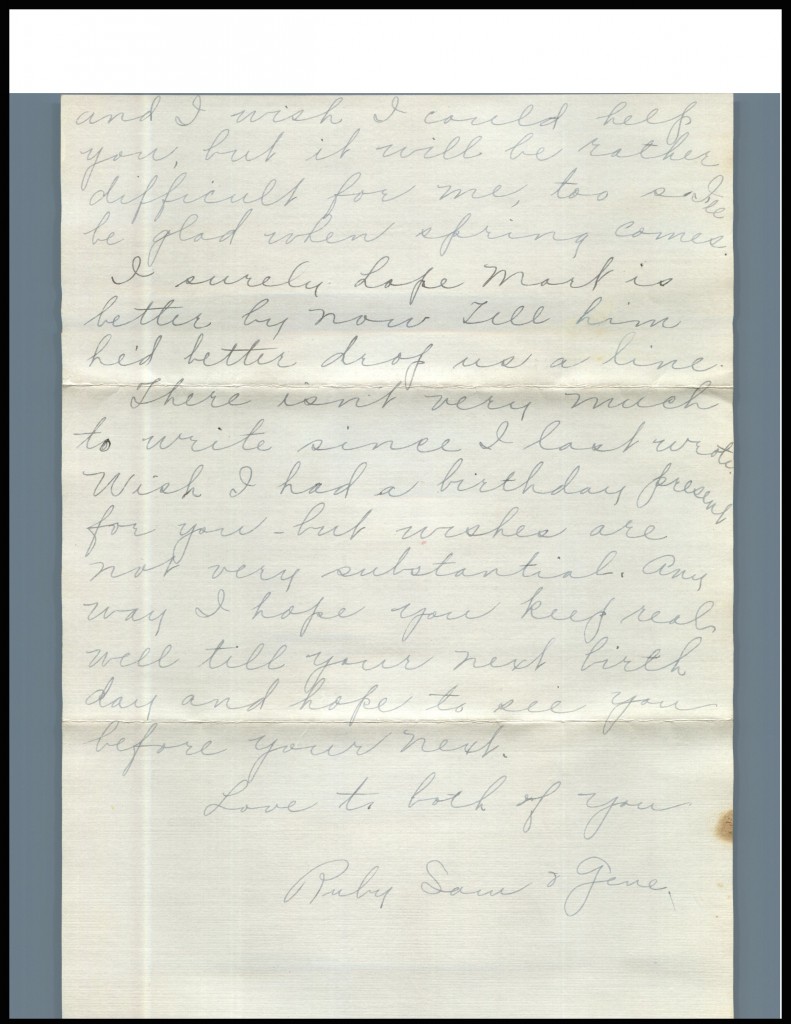 and I wish I could help
you, but it will be rather
difficult for me, too so I'll
be glad when spring comes.
I surely hope Mart is
better by now Tell him
he'd better drop us a line.
There isn't very much
to write since I last wrote.
Wish I had a birthday present
for you - but wishes are
not very substantial. Any
way I hope you keep real
well till your next birth
day and hope to see you
before your next.
Love to both of you
Ruby Sam & Gene.